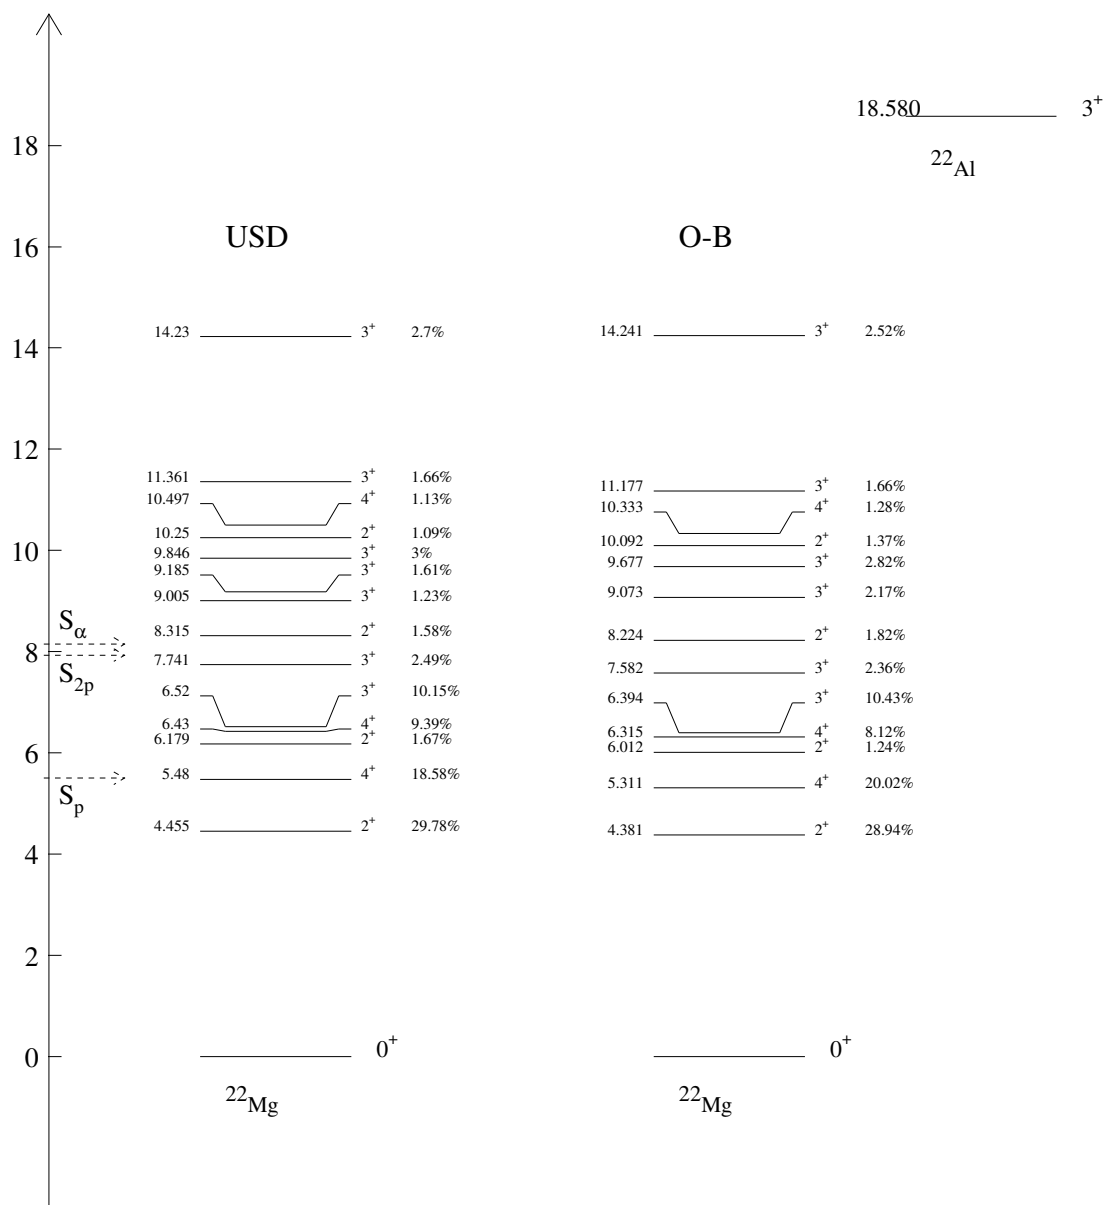 18.580 3+
22Al
18
16
14
12
10
8
6
4
2
0
Sα
S2p
Sp
USD
14.23 3+ 2.7%
11.361 3+ 1.66%
10.497 4+ 1.13%
10.25 2+ 1.09%
9.846 3+ 3%
9.185 3+ 1.61%
9.005 3+ 1.23%
8.315 2+ 1.58%
7.741 3+ 2.49%
6.52 3+ 10.15%
6.43 4+ 9.39%
6.179 2+ 1.67%
5.48 4+ 18.58%
4.455 2+ 29.78%
0+
22Mg
O-B
14.241 3+ 2.52%
11.177 3+ 1.66%
10.333 4+ 1.28%
10.092 2+ 1.37%
9.677 3+ 2.82%
9.073 3+ 2.17%
8.224 2+ 1.82%
7.582 3+ 2.36%
6.394 3+ 10.43%
6.315 4+ 8.12%
6.012 2+ 1.24%
5.311 4+ 20.02%
4.381 2+ 28.94%
0+
22Mg